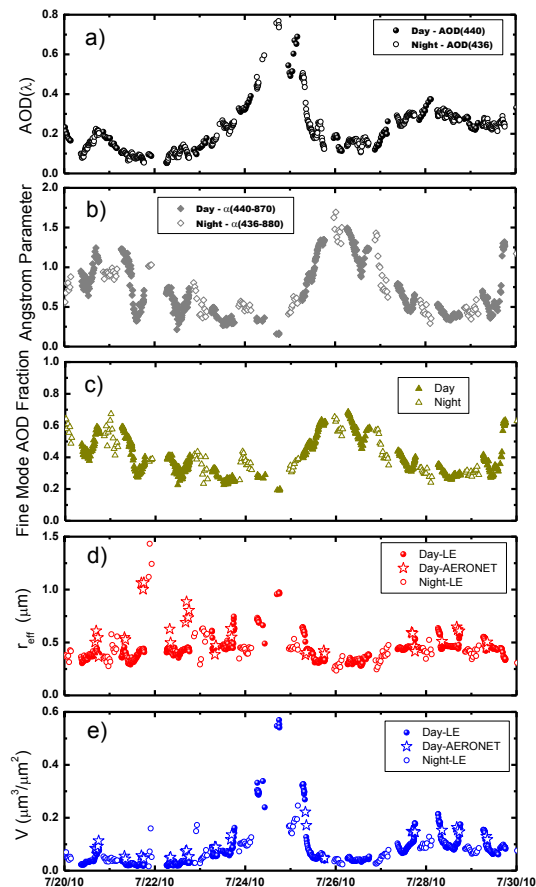 a)
Day - AOD(440)
Night - AOD(436)
AOD(λ)
0.8
0.6
0.4
0.2
0.0
b)
Day - α(440-870)
Night - α(436-880)
Angstrom Parameter
2.0
1.5
1.0
0.5
0.0
c)
Day
Night
Fine Mode AOD Fraction
1.0
0.8
0.6
0.4
0.2
0.0
d)
Day-LE
Day-AERONET
Night-LE
r_eff (μm)
1.5
1.0
0.5
0.0
e)
Day-LE
Day-AERONET
Night-LE
V (μm³/μm²)
0.6
0.4
0.2
0.0
7/20/10 7/22/10 7/24/10 7/26/10 7/28/10 7/30/10